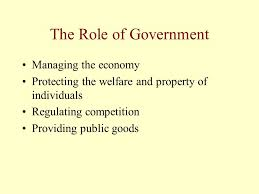 The Role of Government
• Managing the economy
• Protecting the welfare and property of
individuals
• Regulating competition
• Providing public goods